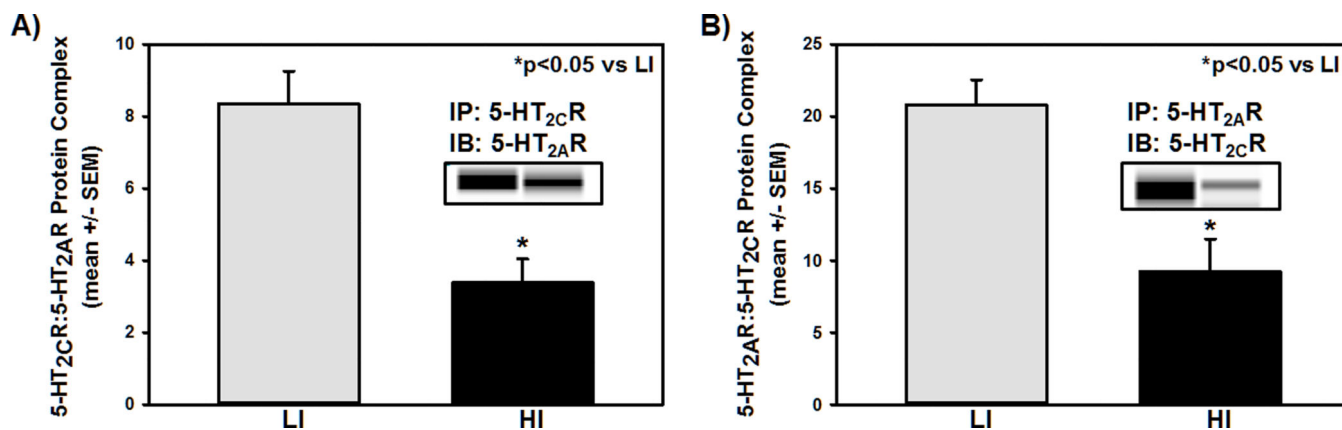 A)
5-HT2CR:5-HT2AR Protein Complex
(mean +/- SEM)
10
8
6
4
2
0
*p<0.05 vs LI
IP: 5-HT2CR
IB: 5-HT2AR
*
LI
HI
B)
5-HT2AR:5-HT2CR Protein Complex
(mean +/- SEM)
25
20
15
10
5
0
*p<0.05 vs LI
IP: 5-HT2AR
IB: 5-HT2CR
*
LI
HI